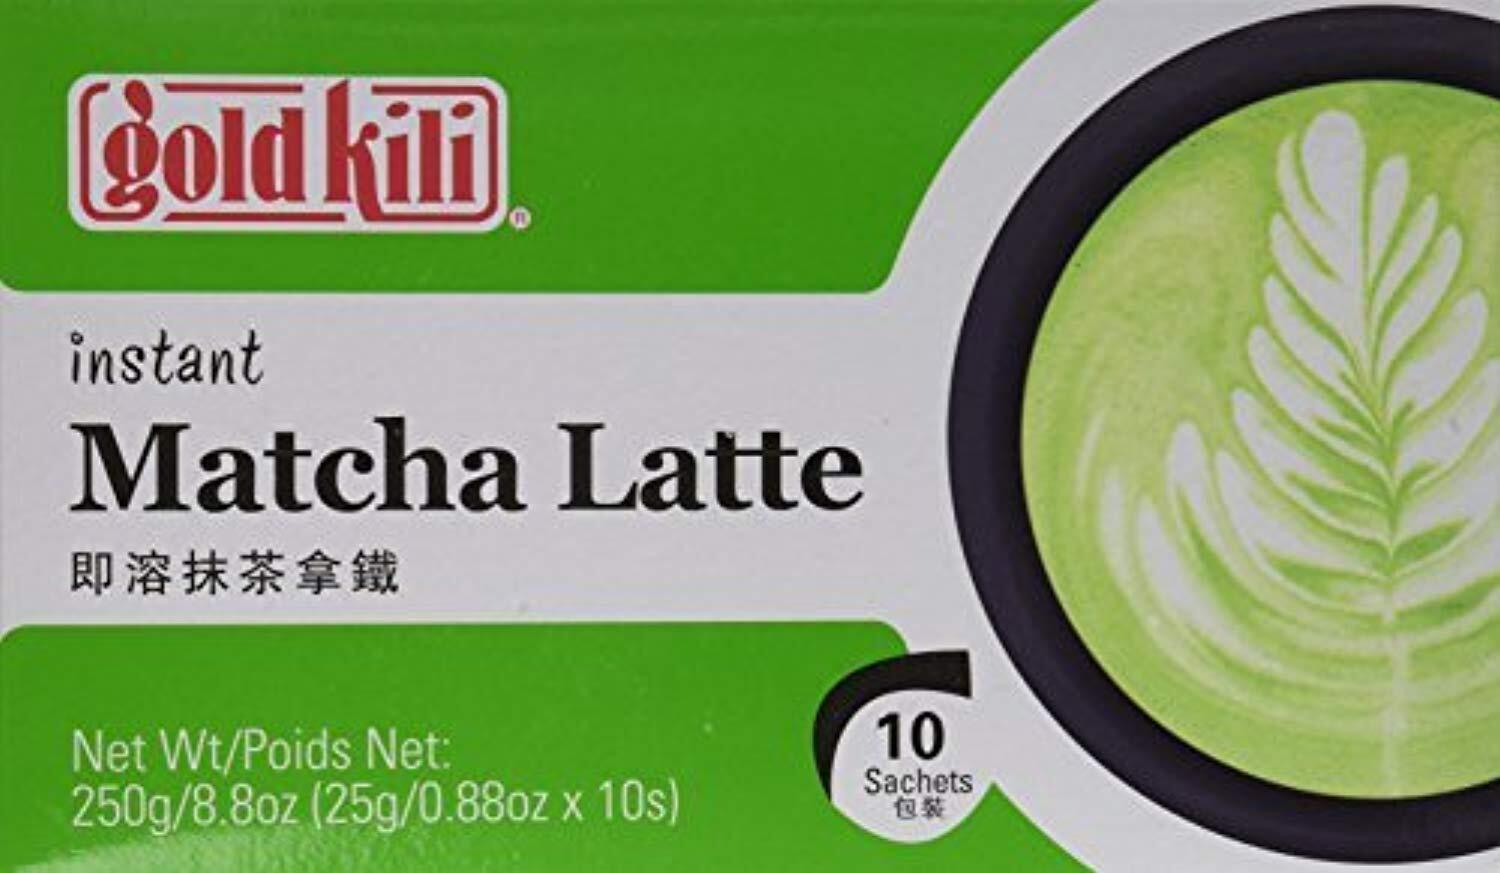 gold kili®
instant
Matcha Latte
即溶抹茶拿鐵
Net Wt/Poids Net:
250g/8.8oz (25g/0.88oz x 10s)
10
Sachets
包裝